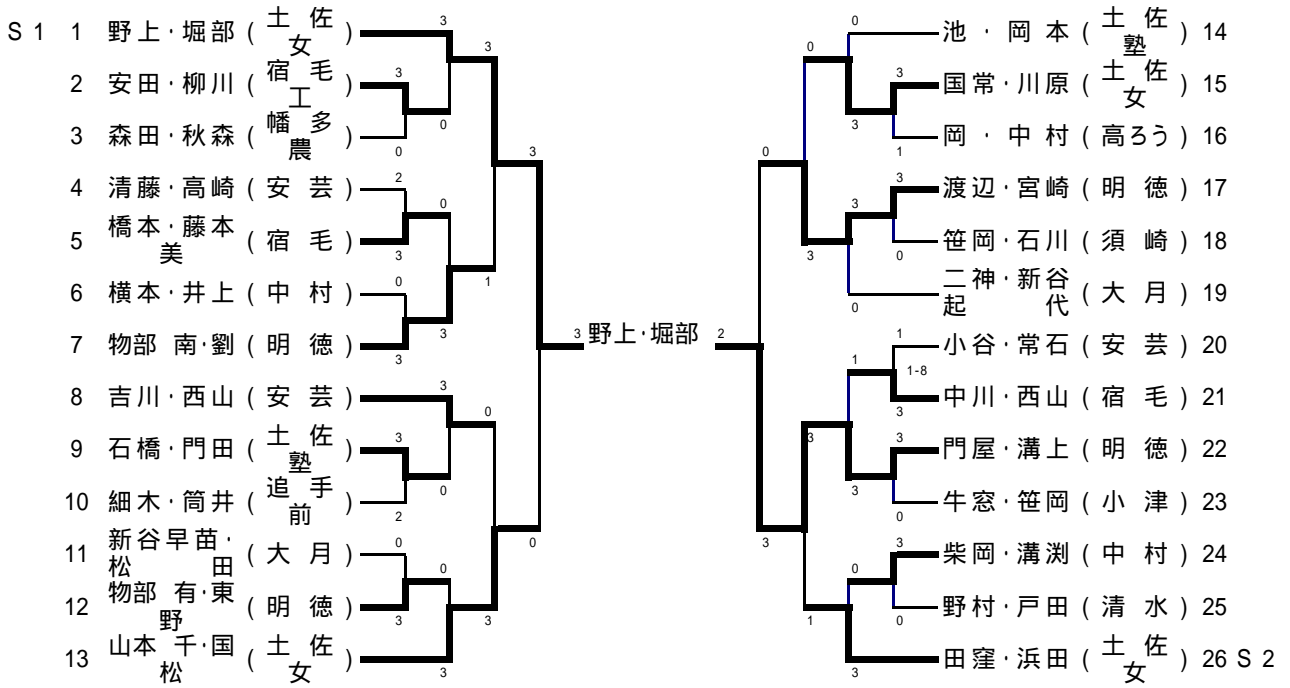 S1 1 野上・堀部 (土佐女)
2 安田・柳川 (宿毛工)
3 森田・秋森 (幡多農)
4 清藤・高崎 (安芸)
5 橋本・藤本美 (宿毛)
6 横本・井上 (中村)
7 物部 南・劉 (明徳)
8 吉川・西山 (安芸)
9 石橋・門田 (土佐塾)
10 細木・筒井 (追手前)
11 新谷早苗・松田 (大月)
12 物部 有・東野 (明徳)
13 山本 千・国松 (土佐女)
3
3 3
0 0
2 0
3
0 3
3
3
3 0
2
0 0
3
3
3
1
0
3
3
0
3 野上・堀部 2
0
3
0
3
3
1
0
3 3
1
3 3
0
0
1 1
1-8
3
3 3
0
3 0
0
3
池・岡本 (土佐塾) 14
国常・川原 (土佐女) 15
岡・中村 (高ろう) 16
渡辺・宮崎 (明徳) 17
笹岡・石川 (須崎) 18
二神・新谷起代 (大月) 19
小谷・常石 (安芸) 20
中川・西山 (宿毛) 21
門屋・溝上 (明徳) 22
牛窓・笹岡 (小津) 23
柴岡・溝渕 (中村) 24
野村・戸田 (清水) 25
田窪・浜田 (土佐女) 26 S2